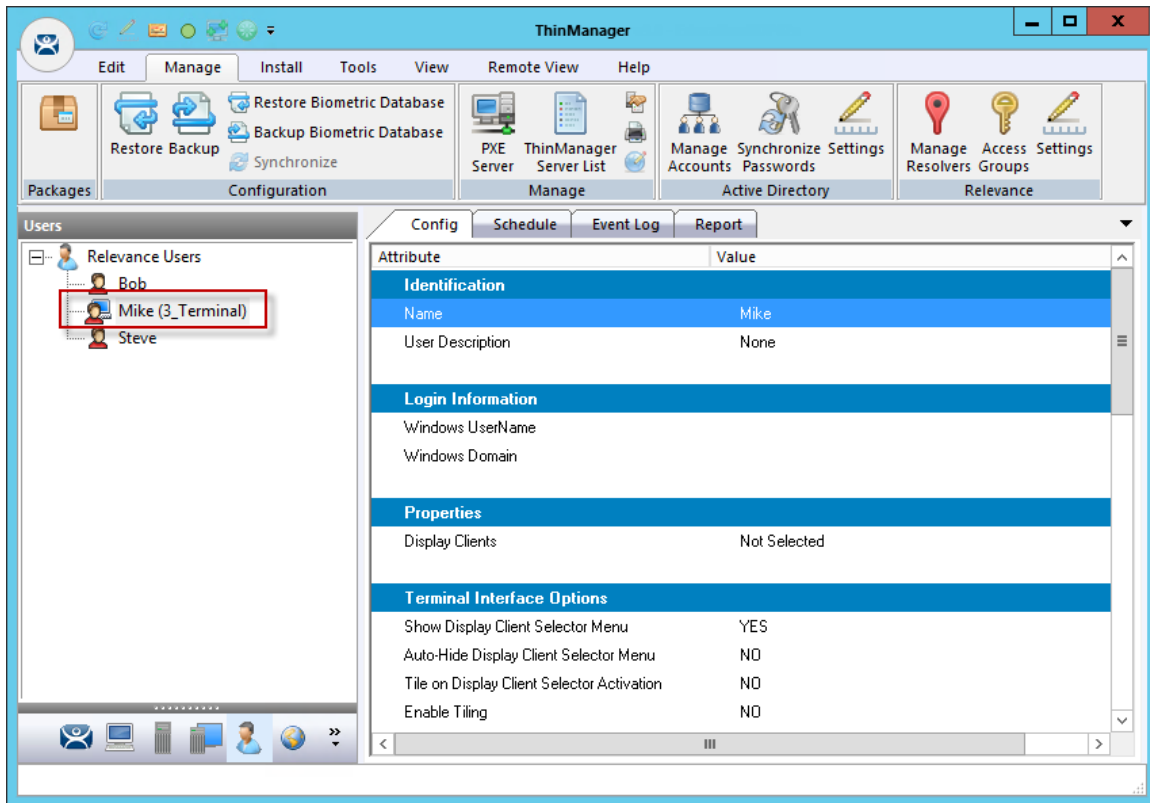 ThinManager
Edit Manage Install Tools View Remote View Help
Restore Biometric Database
Backup Biometric Database
Synchronize
Restore Backup
PXE Server
ThinManager Server List
Manage Accounts
Synchronize Passwords
Settings
Manage Resolvers
Access Groups
Settings
Packages Configuration Manage Active Directory Relevance
Users
Relevance Users
Bob
Mike (3_Terminal)
Steve
Config Schedule Event Log Report
Attribute Value
Identification
Name Mike
User Description None
Login Information
Windows UserName
Windows Domain
Properties
Display Clients Not Selected
Terminal Interface Options
Show Display Client Selector Menu YES
Auto-Hide Display Client Selector Menu NO
Tile on Display Client Selector Activation NO
Enable Tiling NO